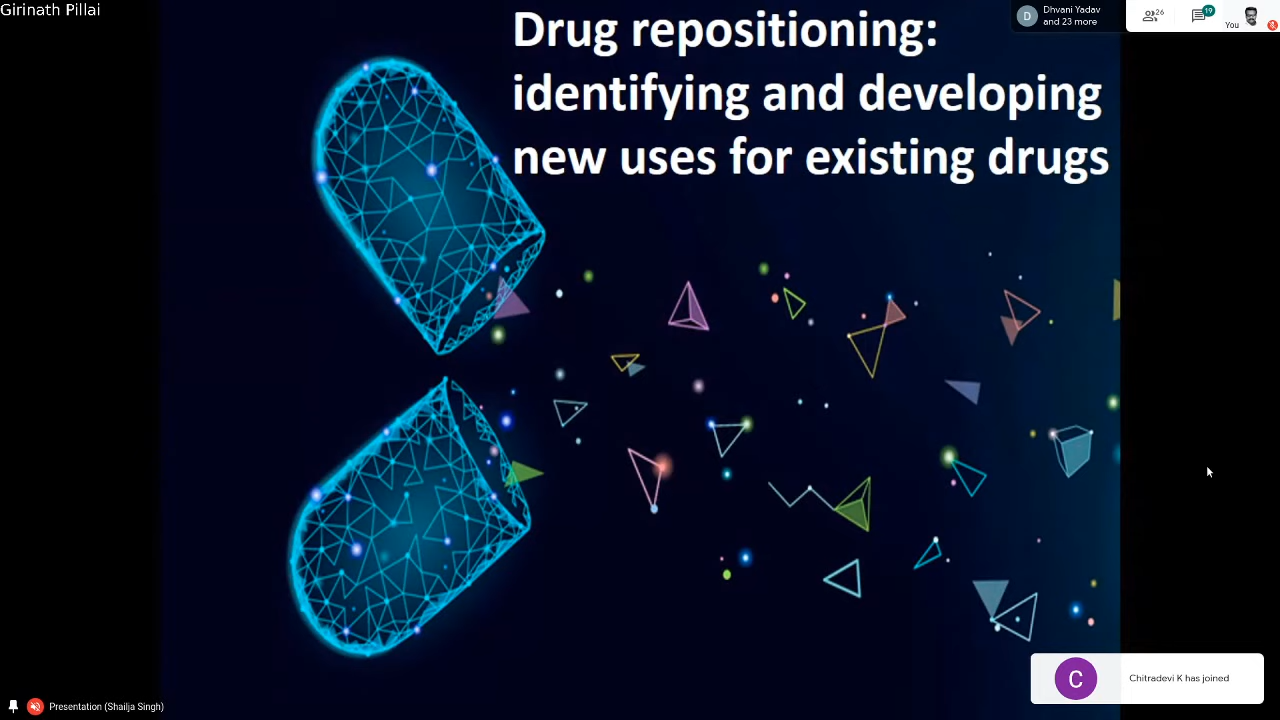 Girinath Pillai
Drug repositioning:
identifying and developing
new uses for existing drugs
D
Dhvani Yadav
and 23 more
26
19
You
C
Chitradevi K has joined
Presentation (Shailja Singh)